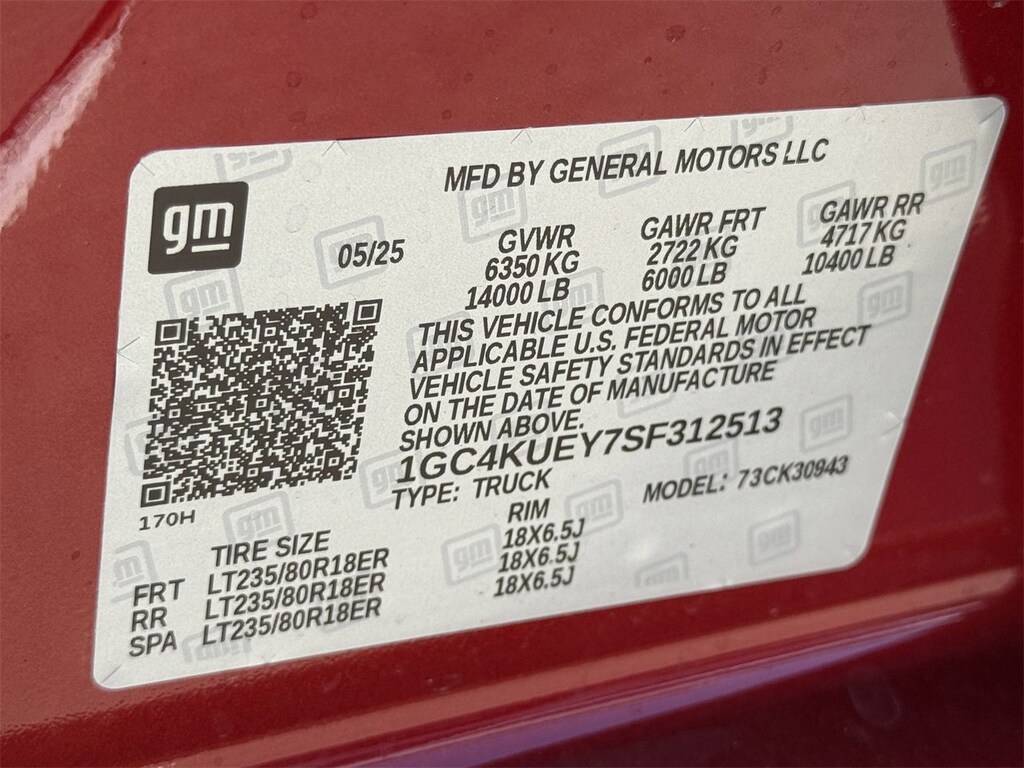 gm
MFD BY GENERAL MOTORS LLC
05/25
GVWR GAWR FRT GAWR RR
6350 KG 2722 KG 4717 KG
14000 LB 6000 LB 10400 LB
THIS VEHICLE CONFORMS TO ALL
APPLICABLE U.S. FEDERAL MOTOR
VEHICLE SAFETY STANDARDS IN EFFECT
ON THE DATE OF MANUFACTURE
SHOWN ABOVE.
1GC4KUEY7SF312513
TYPE: TRUCK MODEL: 73CK30943
170H
TIRE SIZE RIM
FRT LT235/80R18ER 18X6.5J
RR LT235/80R18ER 18X6.5J
SPA LT235/80R18ER 18X6.5J